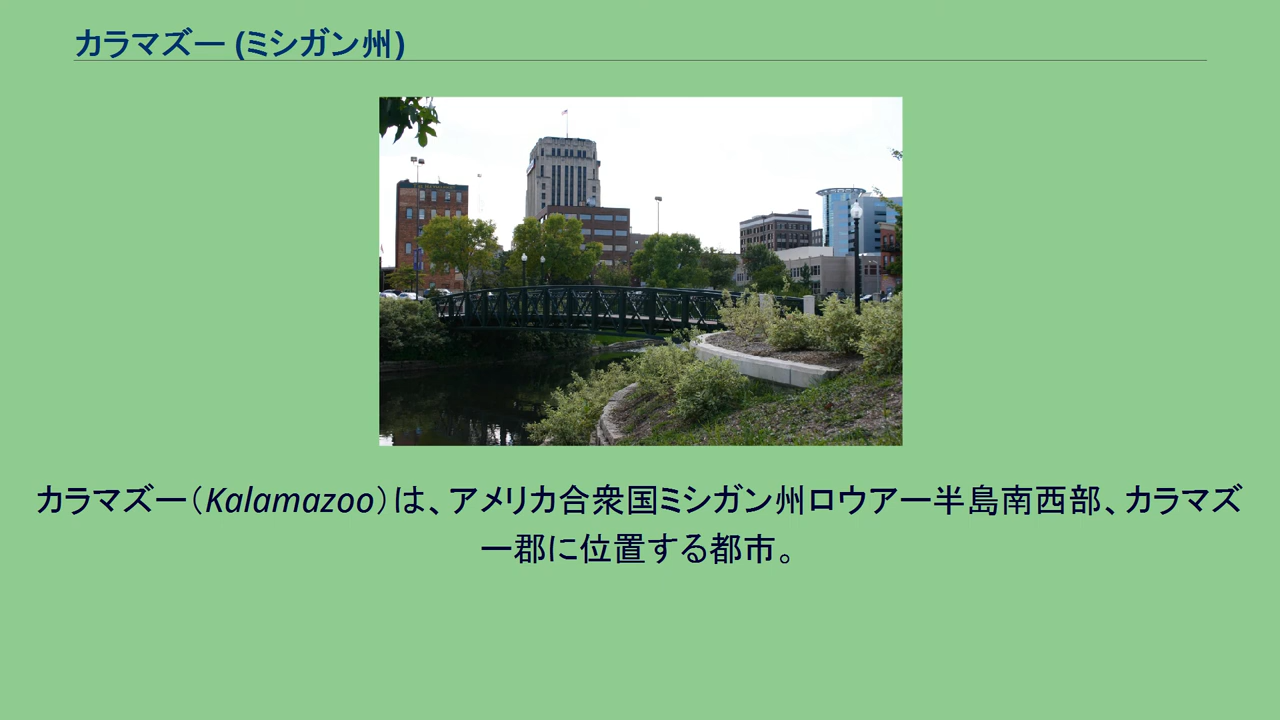 カラマズー (ミシガン州)
カラマズー（Kalamazoo）は、アメリカ合衆国ミシガン州ロウアー半島南西部、カラマズ
ー郡に位置する都市。